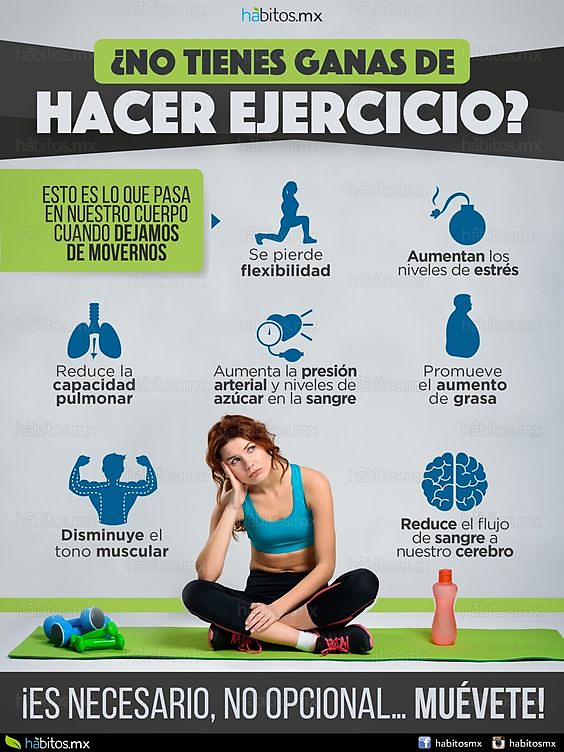 hàbitos.mx
¿NO TIENES GANAS DE
HACER EJERCICIO?
ESTO ES LO QUE PASA
EN NUESTRO CUERPO
CUANDO DEJAMOS
DE MOVERNOS
Se pierde
flexibilidad
Aumentan los
niveles de estrés
Reduce la
capacidad
pulmonar
Aumenta la presión
arterial y niveles de
azúcar en la sangre
Promueve
el aumento
de grasa
Disminuye el
tono muscular
Reduce el flujo
de sangre a
nuestro cerebro
¡ES NECESARIO, NO OPCIONAL... MUÉVETE!
hàbitos.mx
habitosmx
habitosmx